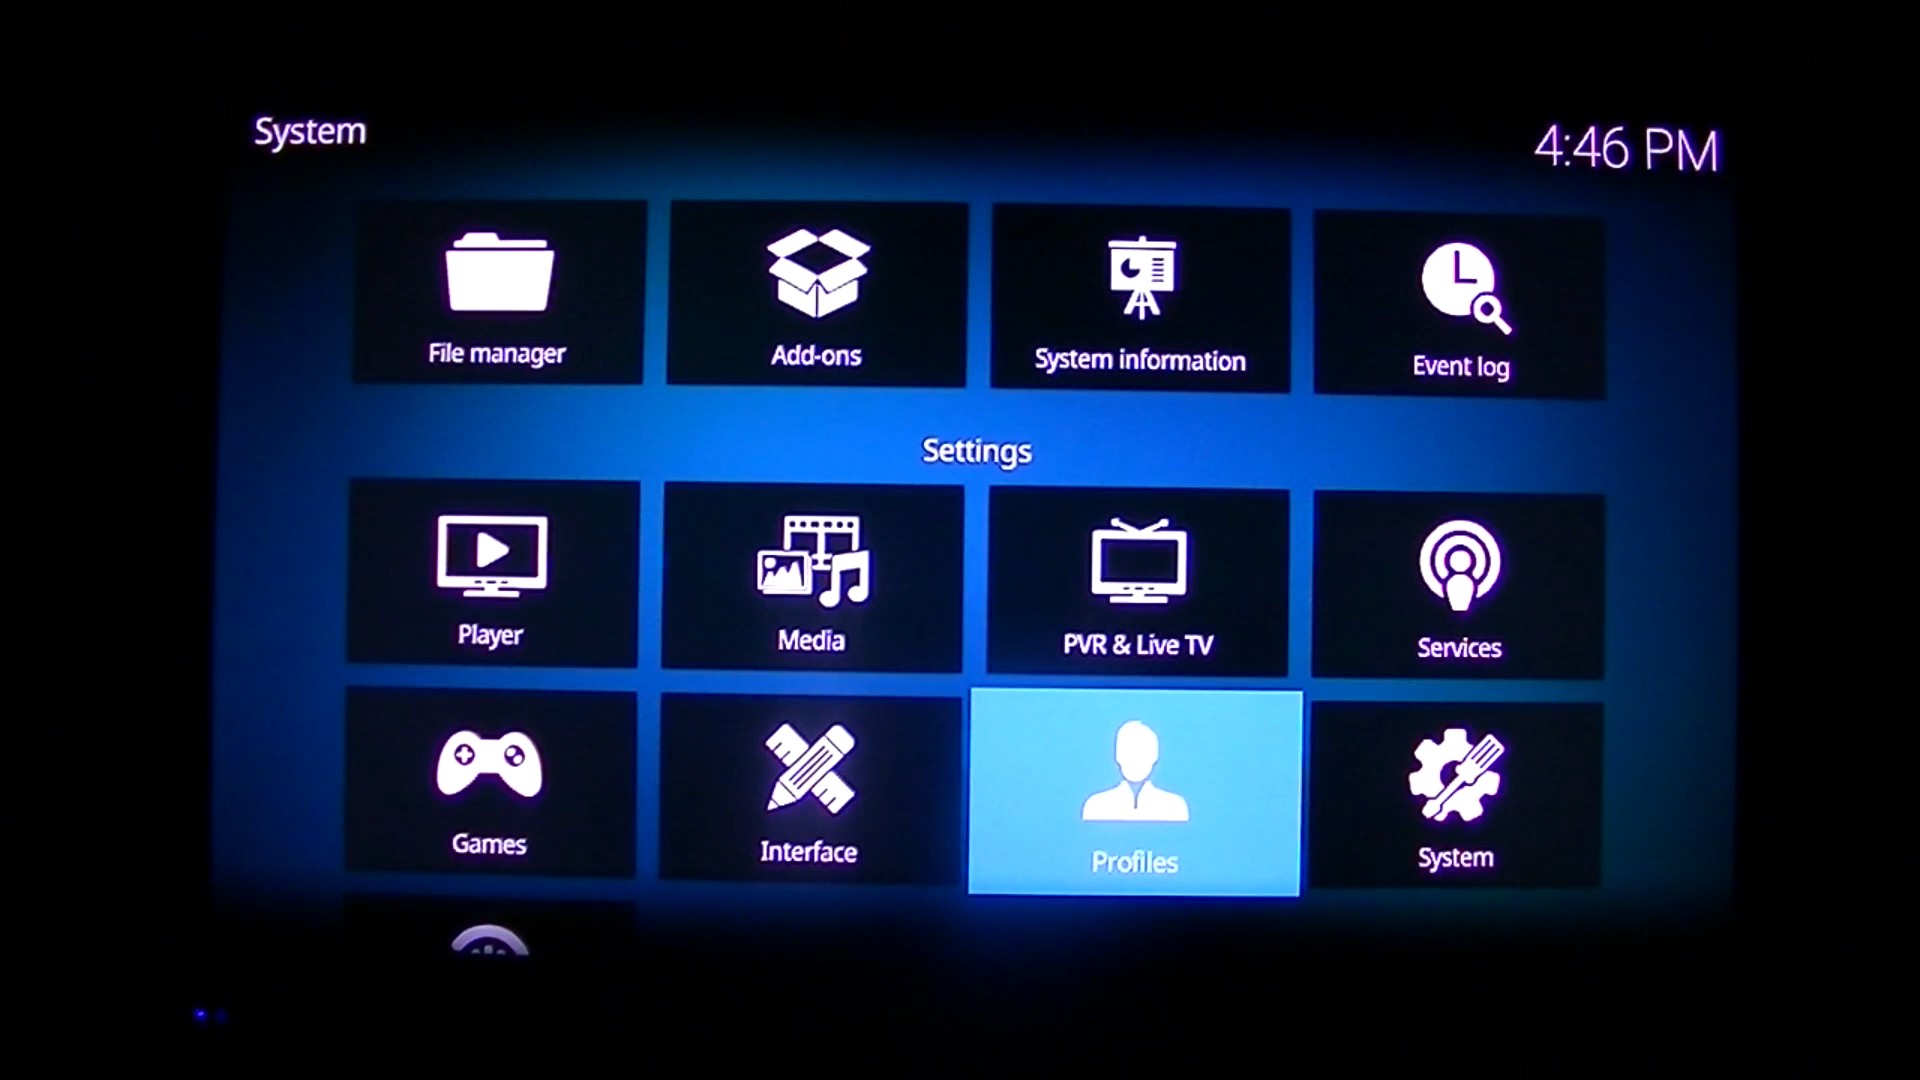 System
4:46 PM
File manager
Add-ons
System information
Event log
Settings
Player
Media
PVR & Live TV
Services
Games
Interface
Profiles
System